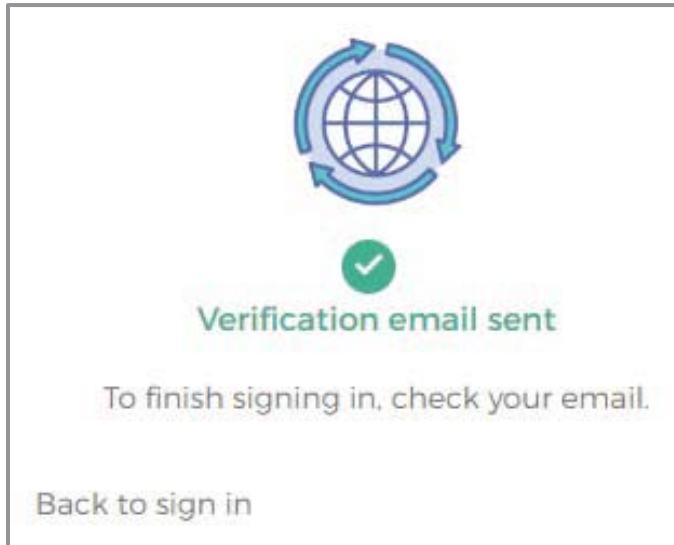 Verification email sent
To finish signing in, check your email.
Back to sign in